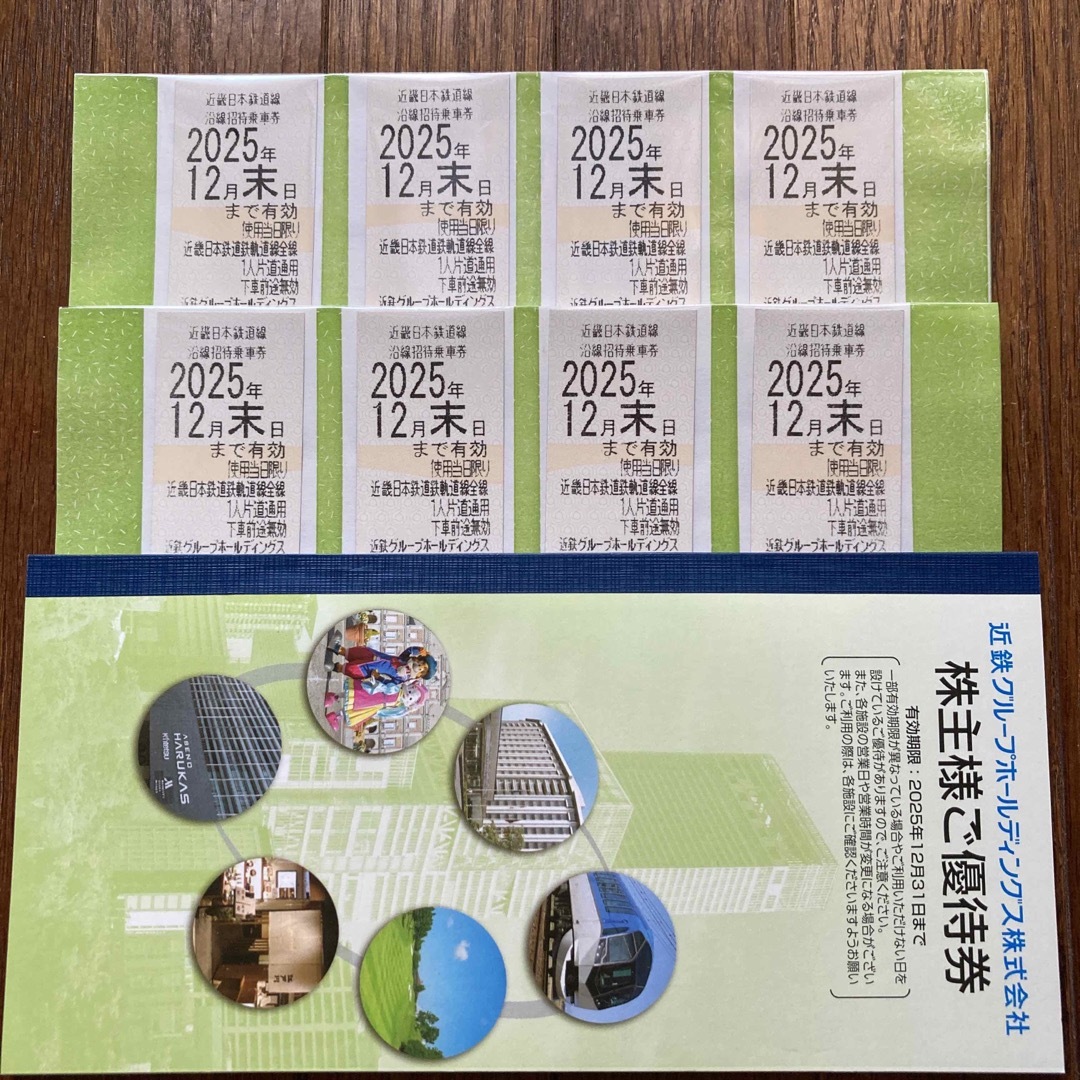 近畿日本鉄道線
沿線招待乗車券
2025年
12月末日
まで有効
使用当日限り
近畿日本鉄道鉄軌道線全線
1人片道通用
下車前途無効
近鉄グループホールディングス
近畿日本鉄道線
沿線招待乗車券
2025年
12月末日
まで有効
使用当日限り
近畿日本鉄道鉄軌道線全線
1人片道通用
下車前途無効
近鉄グループホールディングス
近畿日本鉄道線
沿線招待乗車券
2025年
12月末日
まで有効
使用当日限り
近畿日本鉄道鉄軌道線全線
1人片道通用
下車前途無効
近鉄グループホールディングス
近畿日本鉄道線
沿線招待乗車券
2025年
12月末日
まで有効
使用当日限り
近畿日本鉄道鉄軌道線全線
1人片道通用
下車前途無効
近鉄グループホールディングス
近畿日本鉄道線
沿線招待乗車券
2025年
12月末日
まで有効
使用当日限り
近畿日本鉄道鉄軌道線全線
1人片道通用
下車前途無効
近鉄グループホールディングス
近畿日本鉄道線
沿線招待乗車券
2025年
12月末日
まで有効
使用当日限り
近畿日本鉄道鉄軌道線全線
1人片道通用
下車前途無効
近鉄グループホールディングス
近畿日本鉄道線
沿線招待乗車券
2025年
12月末日
まで有効
使用当日限り
近畿日本鉄道鉄軌道線全線
1人片道通用
下車前途無効
近鉄グループホールディングス
近畿日本鉄道線
沿線招待乗車券
2025年
12月末日
まで有効
使用当日限り
近畿日本鉄道鉄軌道線全線
1人片道通用
下車前途無効
近鉄グループホールディングス
近鉄グループホールディングス株式会社
株主様ご優待券
有効期限：2025年12月31日まで
一部有効期限が異なっている場合やご利用いただけない日を
設けているご優待がありますので、ご注意ください。
また、各施設の営業日や営業時間が変更になる場合がござい
ます。ご利用の際は、各施設にご確認くださいますようお願い
いたします。
ABENO
HARUKAS
Kintetsu